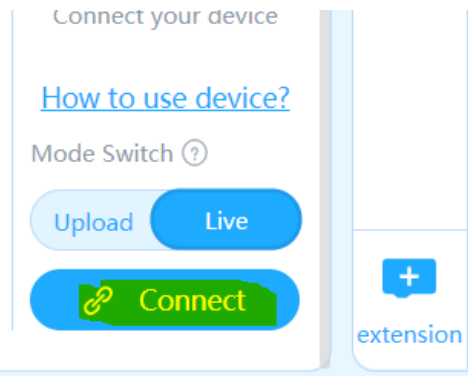 Connect your device
How to use device?
Mode Switch ?
Upload Live
Connect
extension